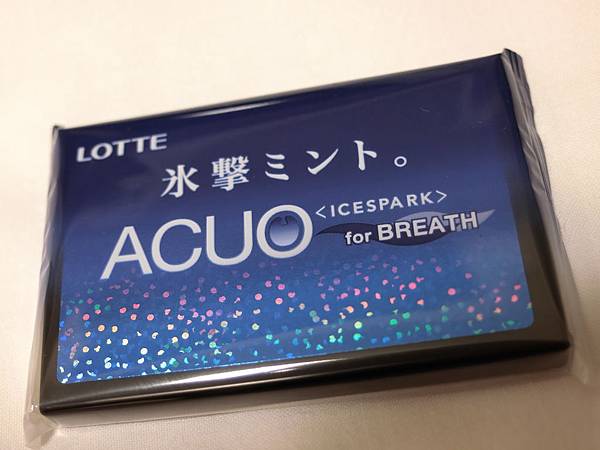 LOTTE
氷撃ミント。
<ICESPARK>
ACUO for BREATH